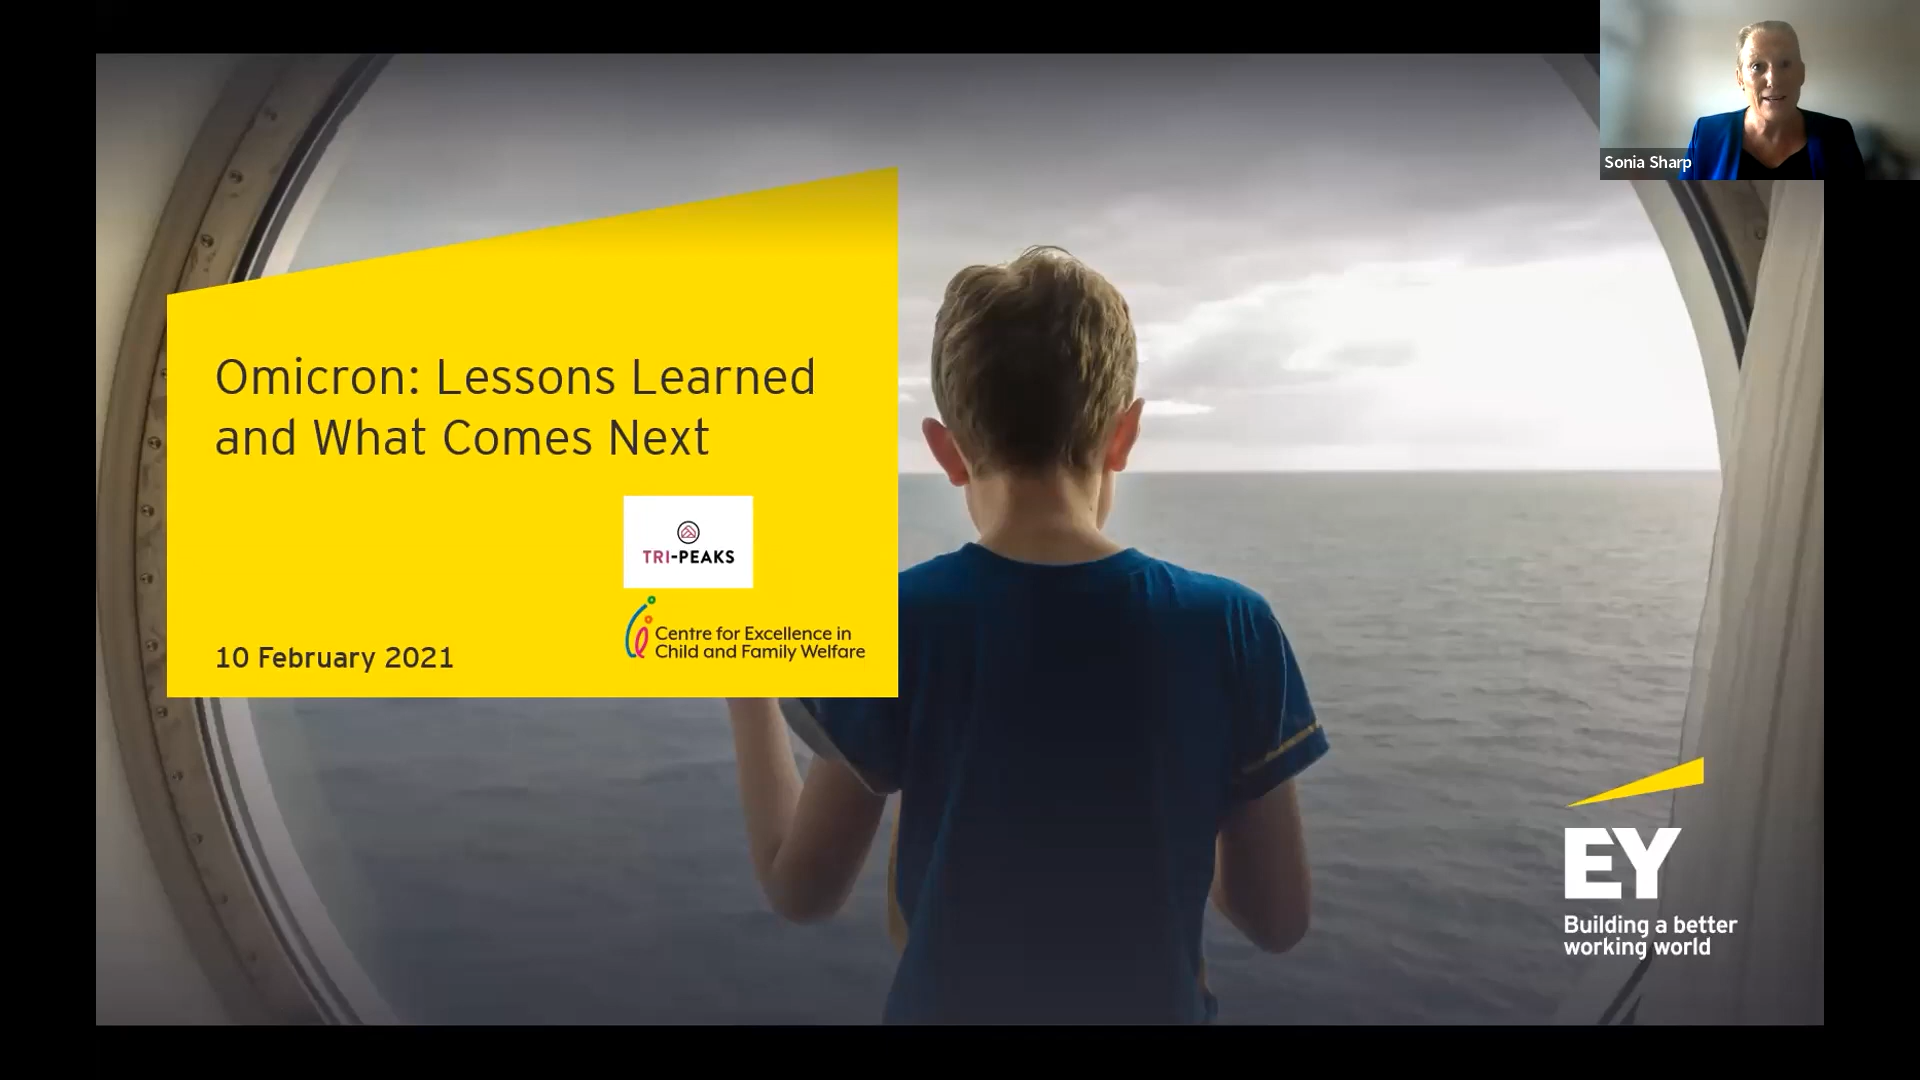 Sonia Sharp
Omicron: Lessons Learned
and What Comes Next
TRI-PEAKS
Centre for Excellence in
Child and Family Welfare
10 February 2021
EY
Building a better
working world